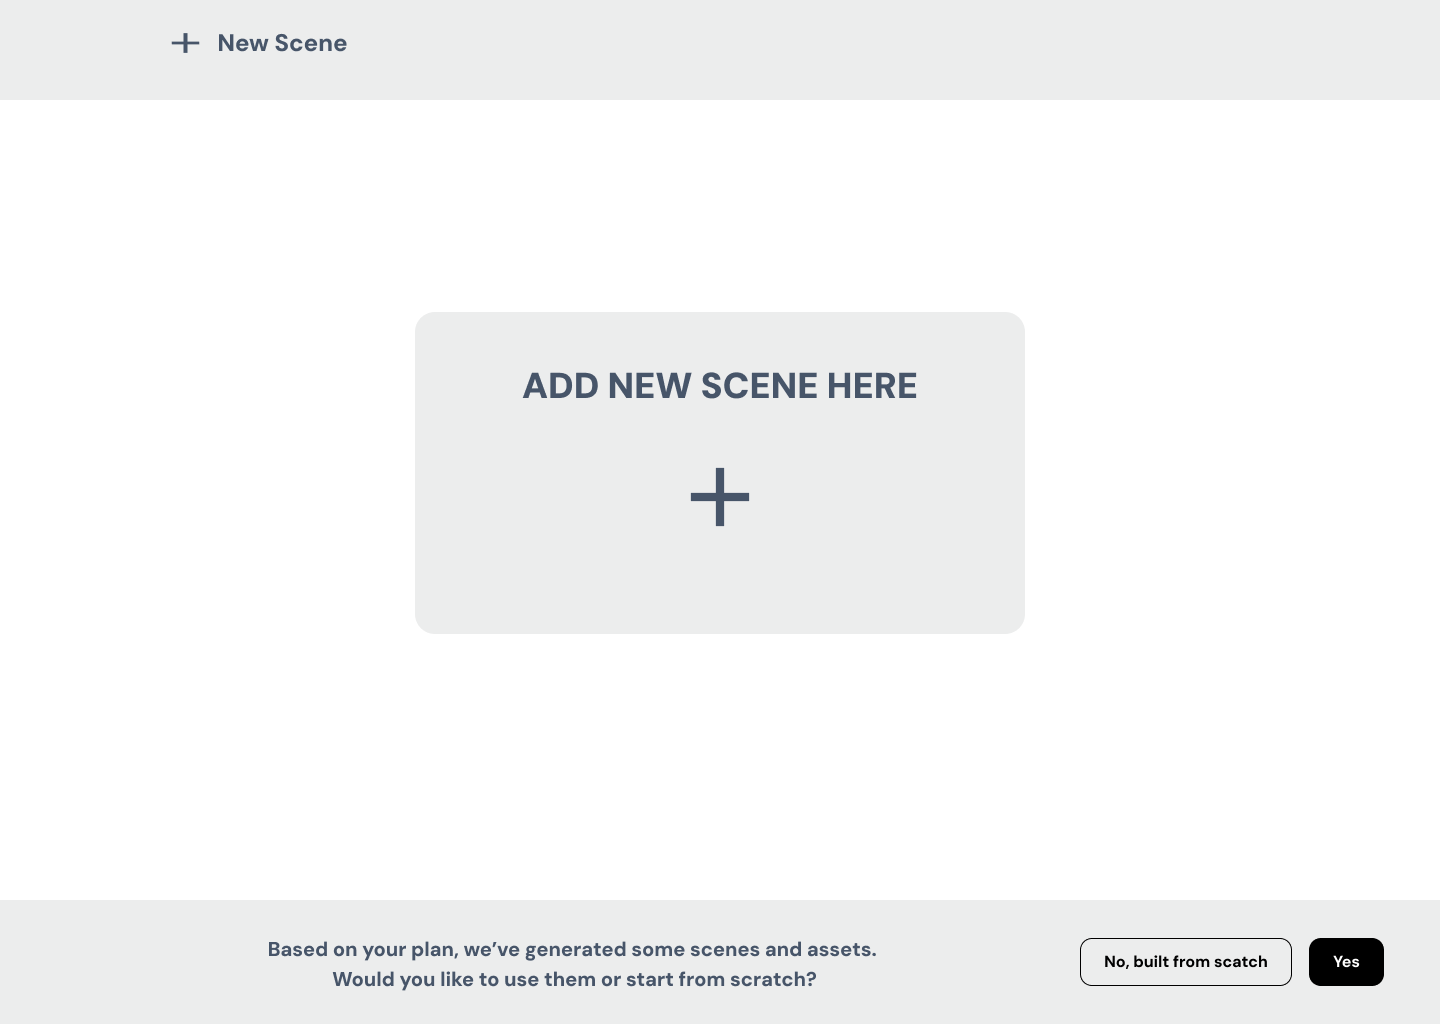 New Scene
ADD NEW SCENE HERE
Based on your plan, we’ve generated some scenes and assets.
Would you like to use them or start from scratch?
No, built from scatch
Yes